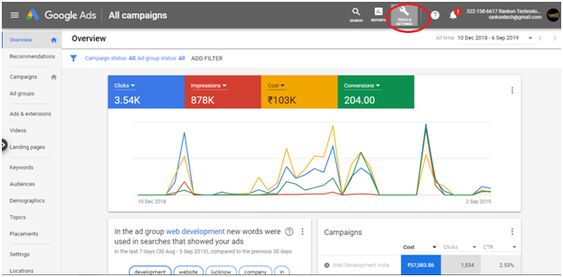 Google Ads
All campaigns
SEARCH
REPORTS
TOOLS &
SETTINGS
522-158-6617 Rankon Technolo...
rankontech@gmail.com
Overview
Recommendations
Campaigns
Ad groups
Ads & extensions
Videos
Landing pages
Keywords
Audiences
Demographics
Topics
Placements
Settings
Location
Overview
All time
10 Dec 2018 - 6 Sep 2019
Campaign status: All; Ad group status: All
ADD FILTER
Clicks
3.54K
Impressions
878K
Cost
₹103K
Conversions
204.00
10 Dec 2018
2 Sep 2019
In the ad group web development new words were
used in searches that showed your ads
in the last 7 days (30 Aug - 5 Sep 2019), compared to the previous 30
days
development
website
lucknow
company
in
Campaigns
Cost
Clicks
CTR
Web Development India
₹57,583.86
1,534
2.53%